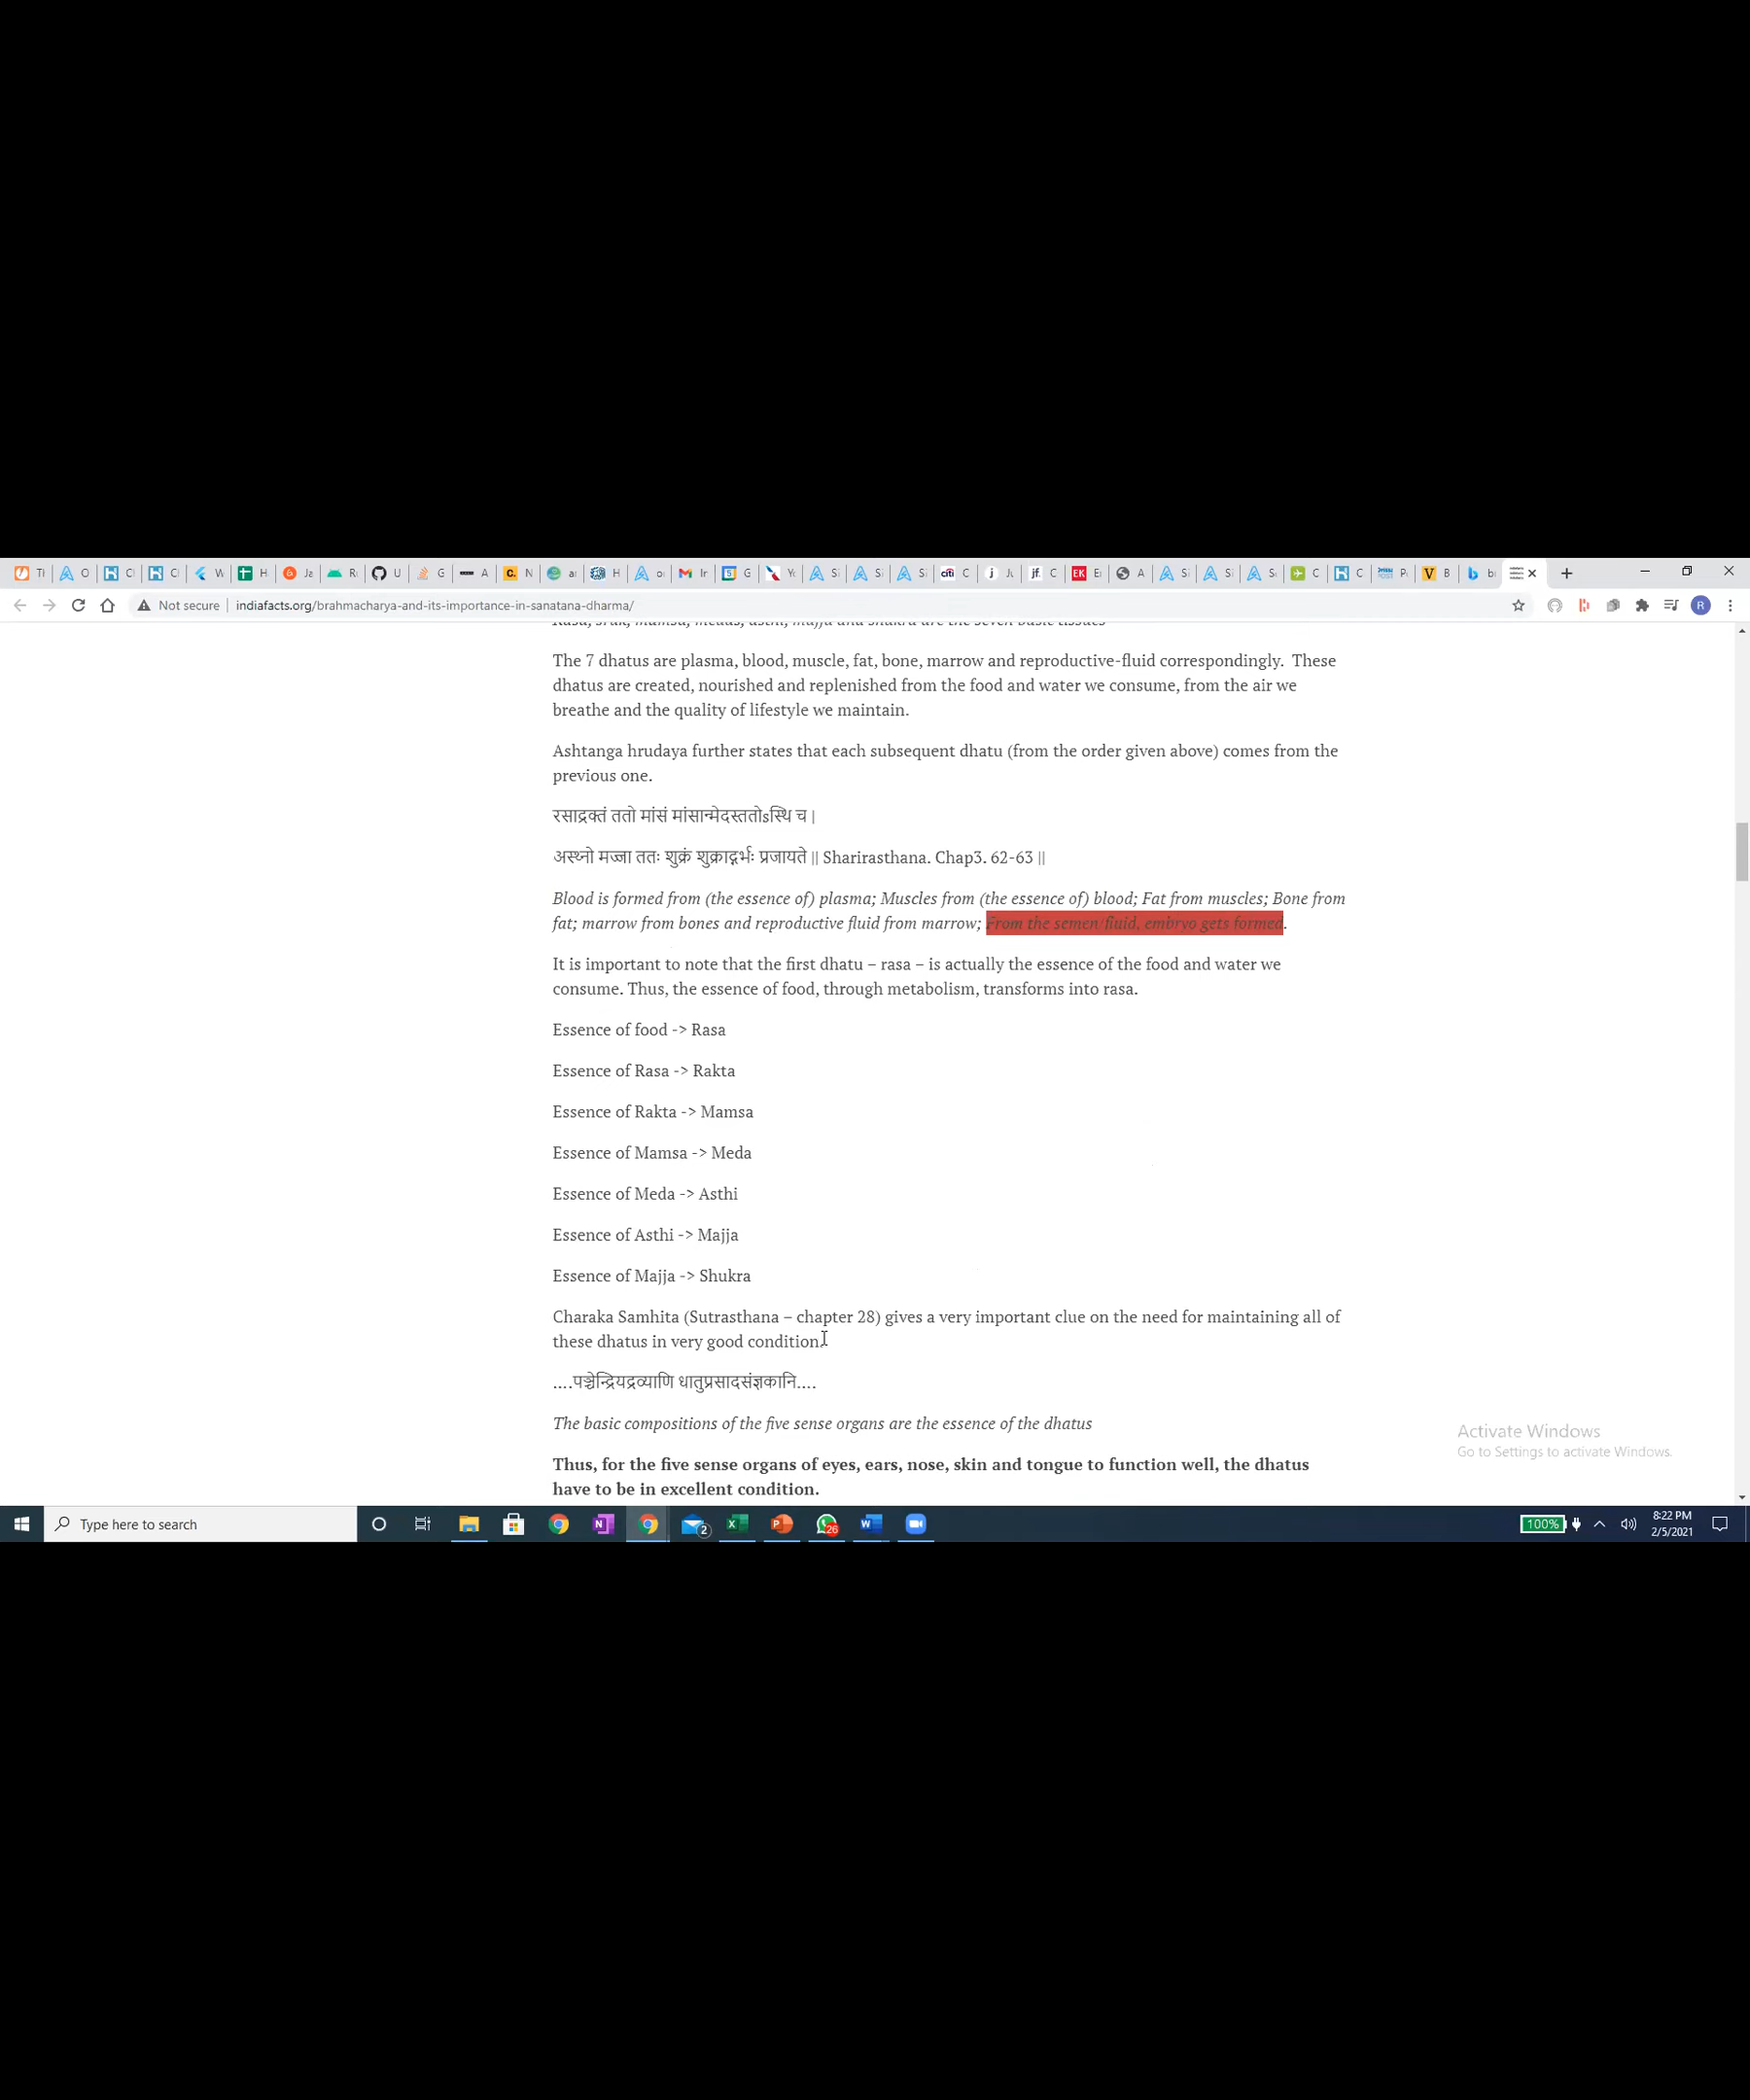 Not secure
indiafacts.org/brahmacharya-and-its-importance-in-sanatana-dharma/
The 7 dhatus are plasma, blood, muscle, fat, bone, marrow and reproductive-fluid correspondingly. These
dhatus are created, nourished and replenished from the food and water we consume, from the air we
breathe and the quality of lifestyle we maintain.
Ashtanga hrudaya further states that each subsequent dhatu (from the order given above) comes from the
previous one.
रसाद्रक्तं ततो मांसं मांसान्मेदस्ततोsस्थि च |
अस्थ्नो मज्जा ततः शुक्रं शुक्राद्गर्भः प्रजायते || Sharirasthana. Chap3. 62-63 ||
Blood is formed from (the essence of) plasma; Muscles from (the essence of) blood; Fat from muscles; Bone from
fat; marrow from bones and reproductive fluid from marrow; From the semen/fluid, embryo gets formed.
It is important to note that the first dhatu – rasa – is actually the essence of the food and water we
consume. Thus, the essence of food, through metabolism, transforms into rasa.
Essence of food -> Rasa
Essence of Rasa -> Rakta
Essence of Rakta -> Mamsa
Essence of Mamsa -> Meda
Essence of Meda -> Asthi
Essence of Asthi -> Majja
Essence of Majja -> Shukra
Charaka Samhita (Sutrasthana – chapter 28) gives a very important clue on the need for maintaining all of
these dhatus in very good condition.
....पञ्चेन्द्रियद्रव्याणि धातुप्रसादसंज्ञकानि....
The basic compositions of the five sense organs are the essence of the dhatus
Thus, for the five sense organs of eyes, ears, nose, skin and tongue to function well, the dhatus
have to be in excellent condition.
Activate Windows
Go to Settings to activate Windows.
Type here to search
2
26
100%
8:22 PM
2/5/2021